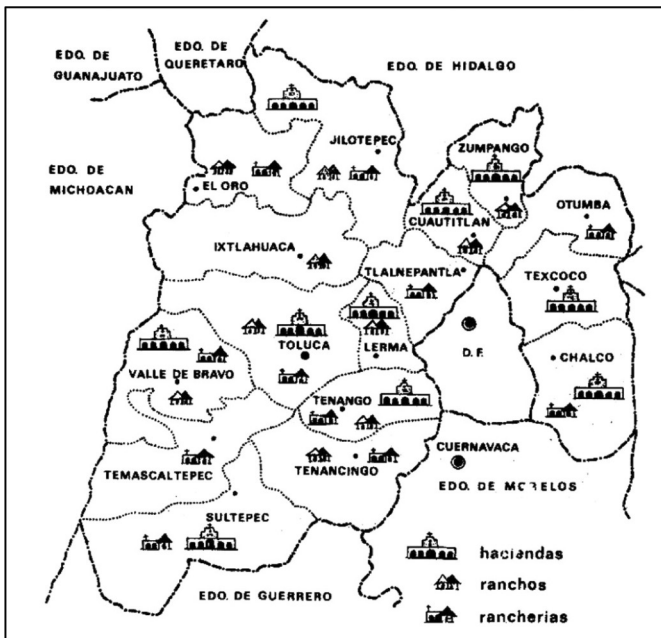 EDO. DE GUANAJUATO
EDO. DE QUERETARO
EDO. DE HIDALGO
EDO. DE MICHOACAN
JILOTEPEC
ZUMPANGO
EL ORO
CUAUTITLAN
OTUMBA
IXTLAHUACA
TLALNEPANTLA
TEXCOCO
TOLUCA
LERMA
D. F.
CHALCO
VALLE DE BRAVO
TENANGO
TEMASCALTEPEC
TENANCINGO
CUERNAVACA
EDO. DE MORELOS
SULTEPEC
EDO. DE GUERRERO
haciendas
ranchos
rancherias